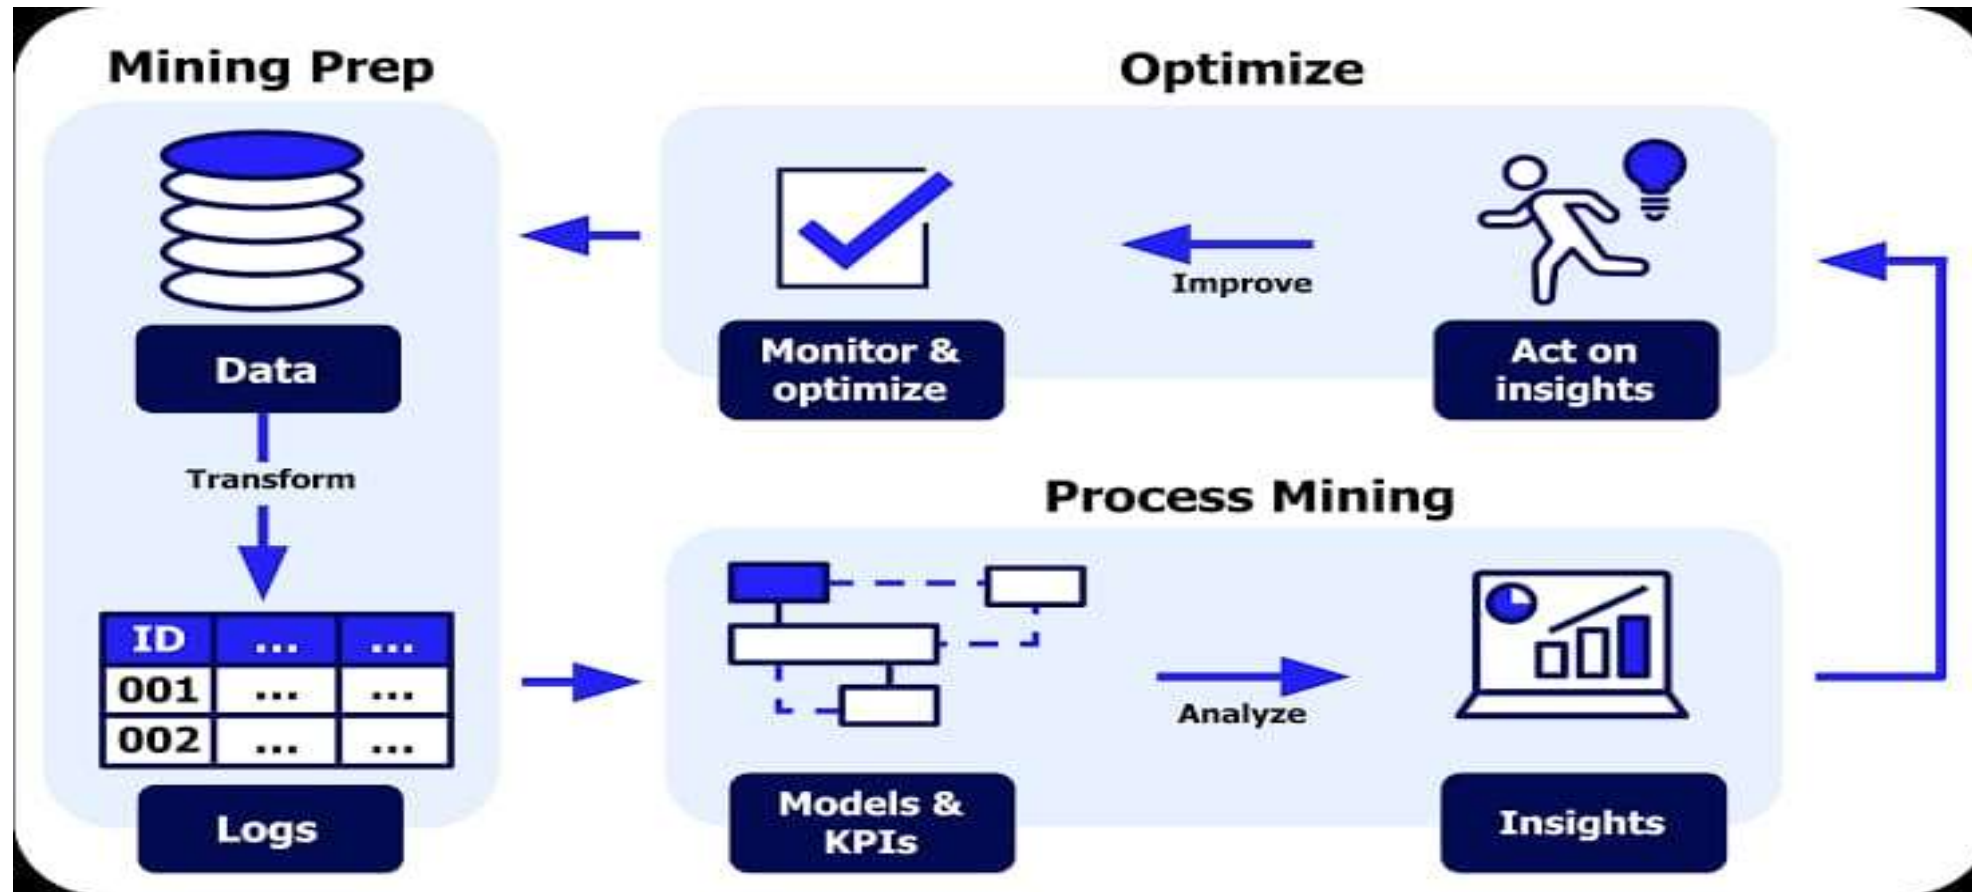 Mining Prep
Data
Transform
ID ... ...
001 ... ...
002 ... ...
Logs
Optimize
Monitor &
optimize
Improve
Act on
insights
Process Mining
Models &
KPIs
Analyze
Insights